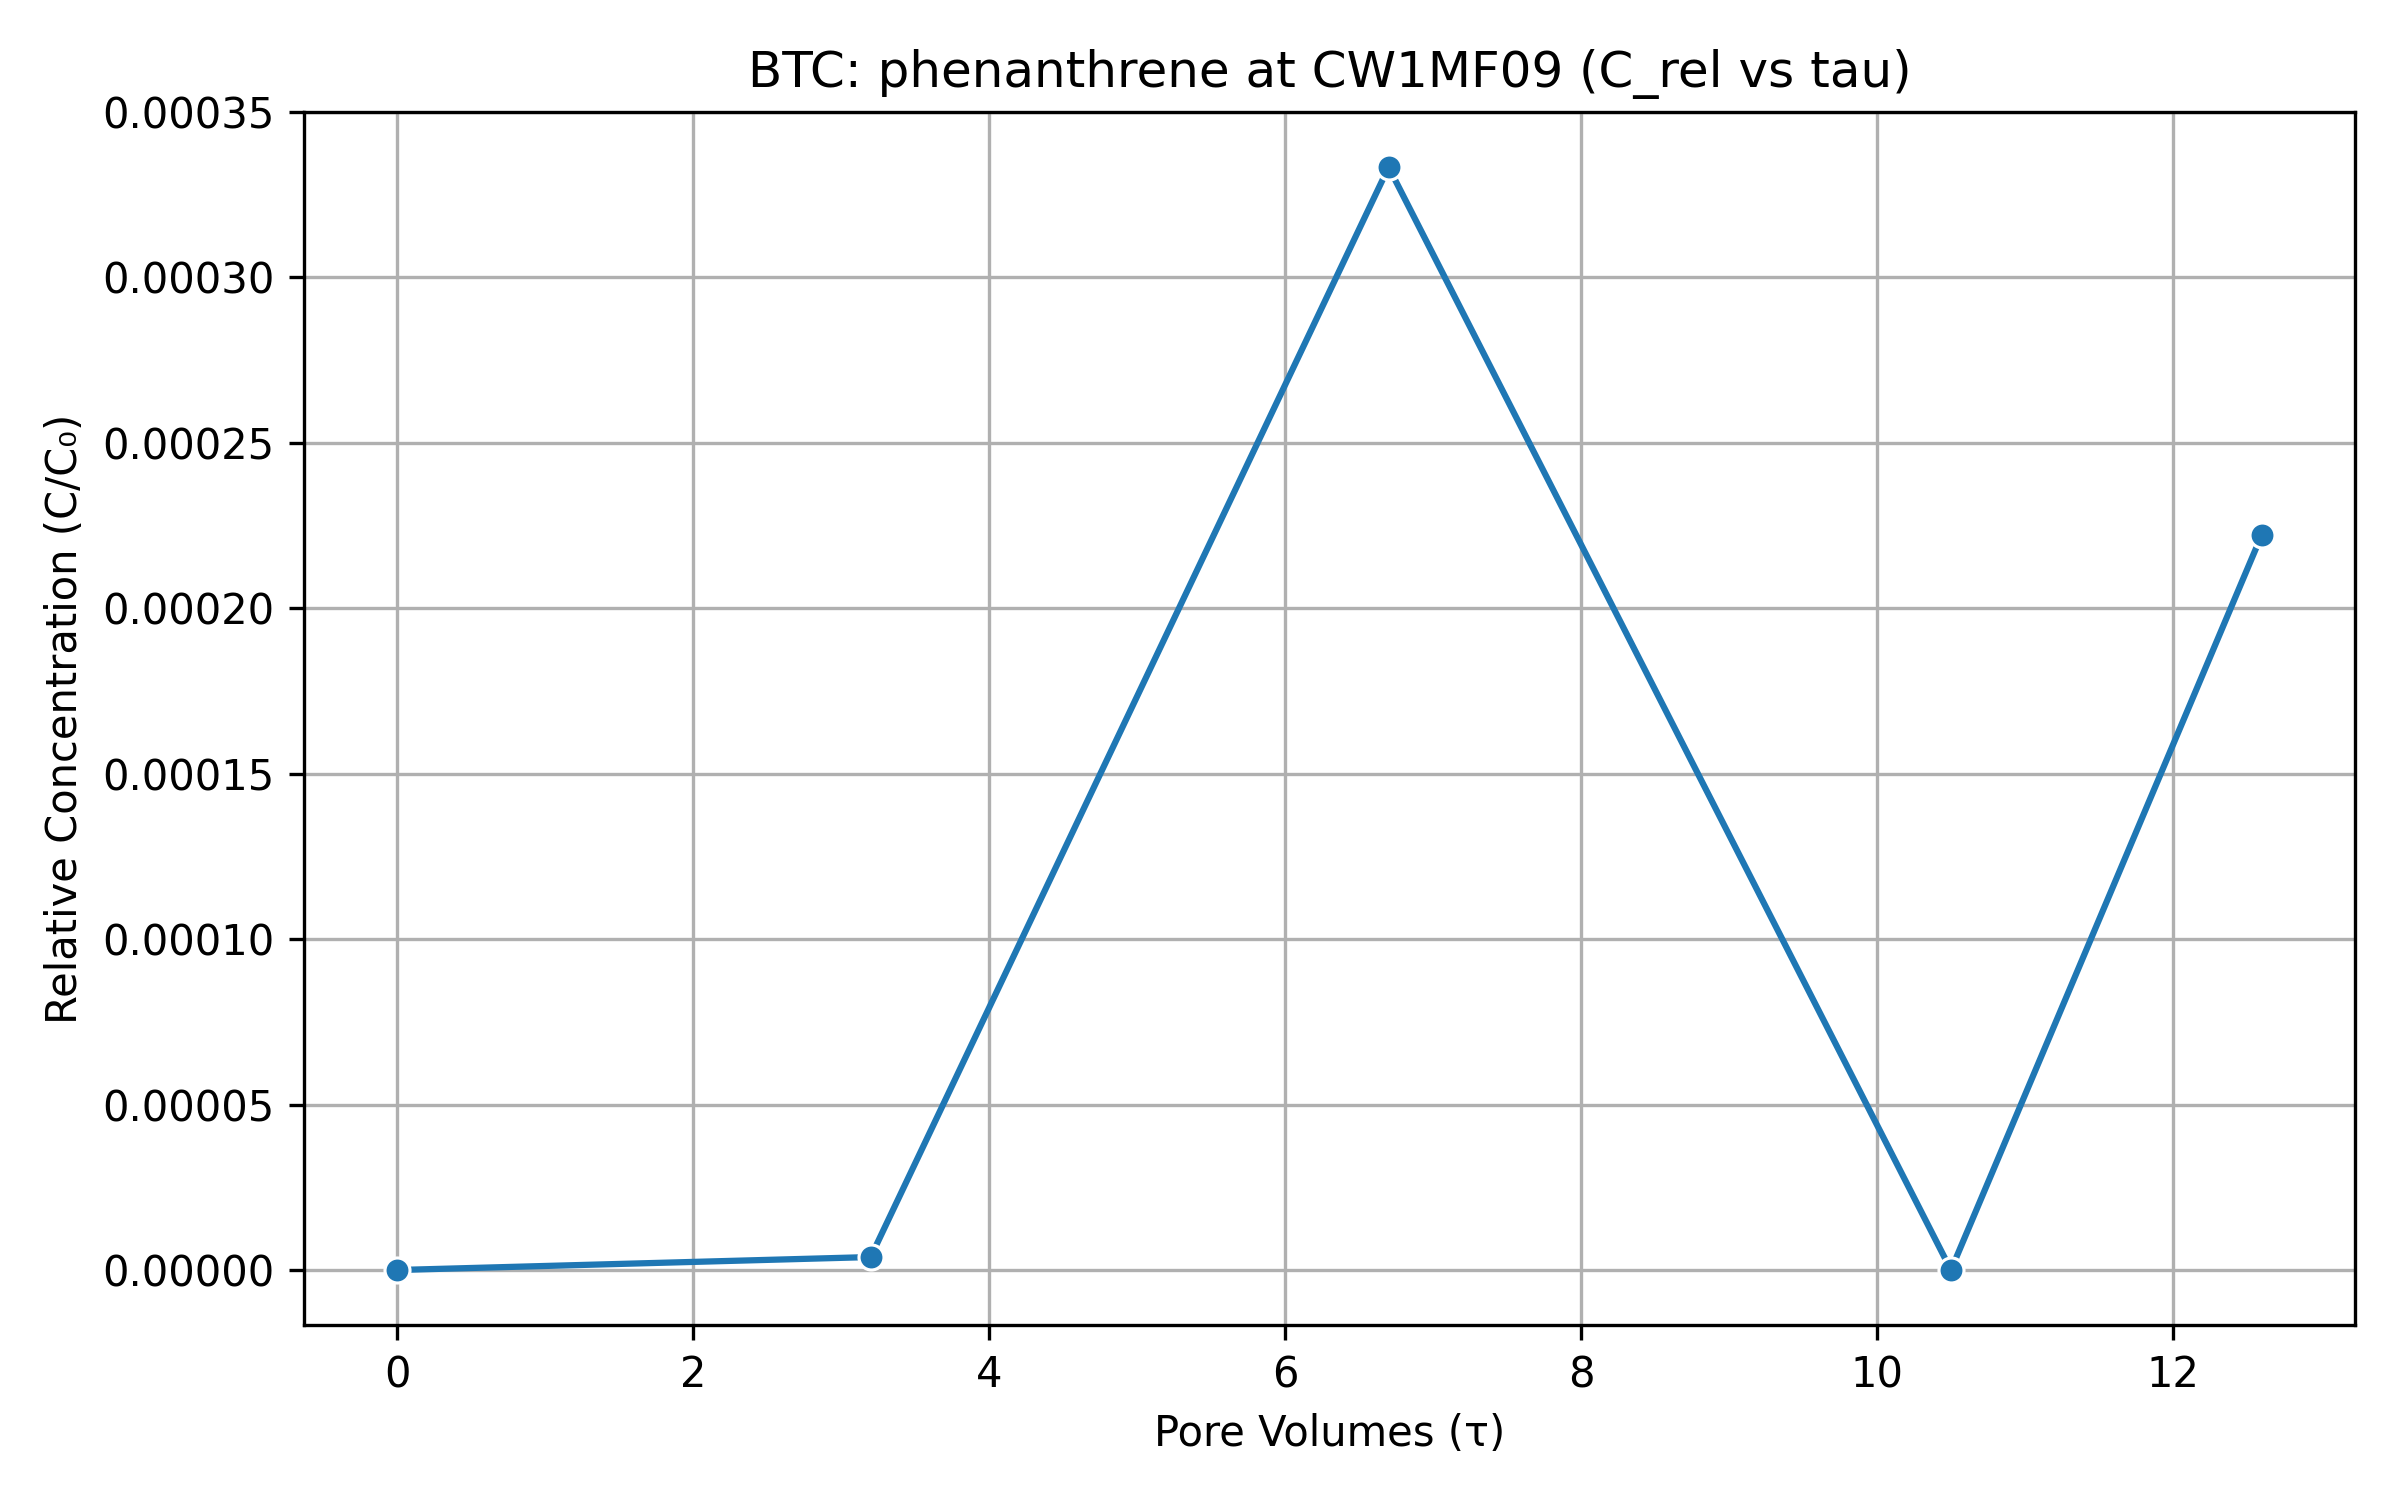 BTC: phenanthrene at CW1MF09 (C_rel vs tau)
0.00035
0.00030
0.00025
0.00020
0.00015
0.00010
0.00005
0.00000
Relative Concentration (C/C₀)
0 2 4 6 8 10 12
Pore Volumes (τ)